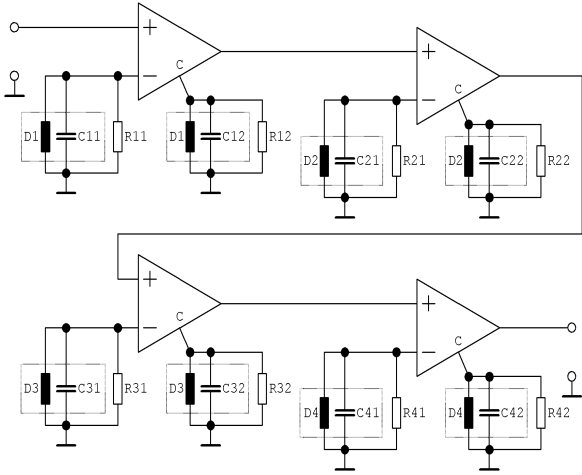 +
−
C
+
−
C
D1 C11 R11 D1 C12 R12
D2 C21 R21 D2 C22 R22
+
−
C
+
−
C
D3 C31 R31 D3 C32 R32
D4 C41 R41 D4 C42 R42